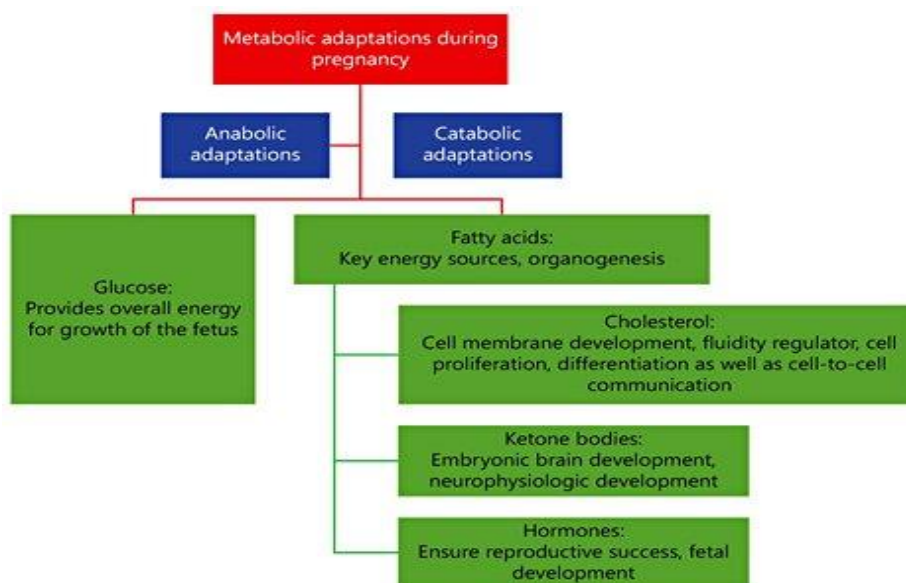 Metabolic adaptations during
pregnancy
Anabolic
adaptations
Catabolic
adaptations
Glucose:
Provides overall energy
for growth of the fetus
Fatty acids:
Key energy sources, organogenesis
Cholesterol:
Cell membrane development, fluidity regulator, cell
proliferation, differentiation as well as cell-to-cell
communication
Ketone bodies:
Embryonic brain development,
neurophysiologic development
Hormones:
Ensure reproductive success, fetal
development